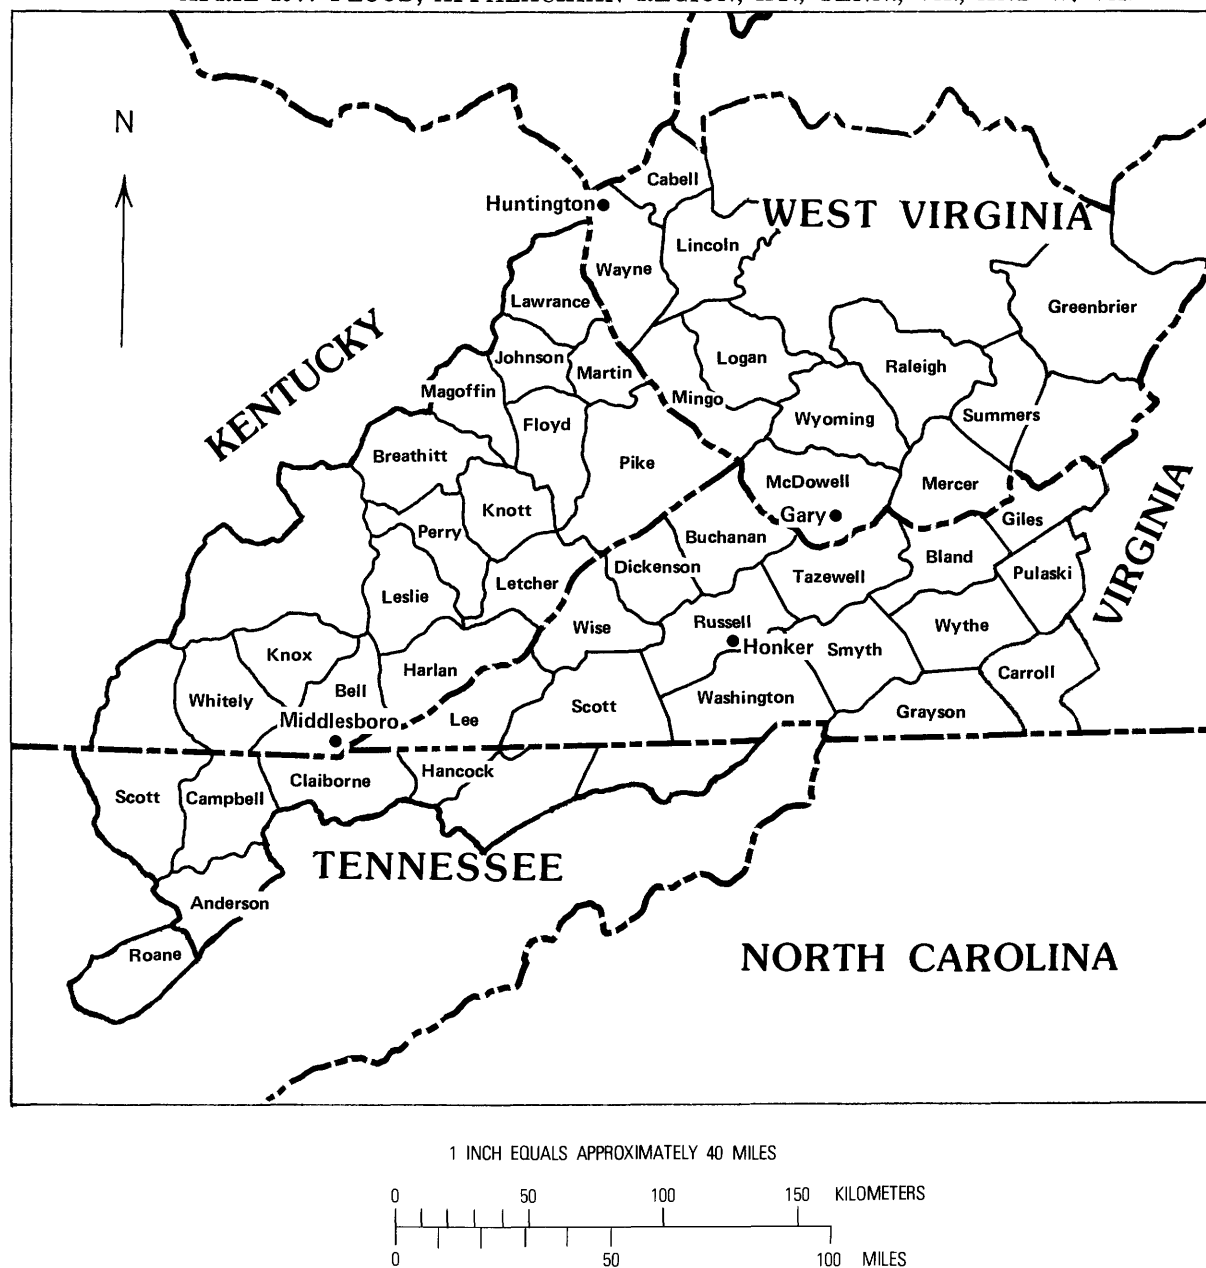 N
Cabell
Huntington
WEST VIRGINIA
Lincoln
Wayne
Lawrance
Greenbrier
KENTUCKY
Johnson
Martin
Logan
Raleigh
Magoffin
Mingo
Floyd
Wyoming
Summers
Breathitt
Pike
McDowell
Mercer
Knott
Gary
Giles
Perry
Buchanan
Bland
VIRGINIA
Dickenson
Tazewell
Pulaski
Letcher
Leslie
Russell
Wise
Wythe
Honker
Smyth
Knox
Harlan
Carroll
Bell
Whitely
Washington
Scott
Grayson
Lee
Middlesboro
Hancock
Claiborne
Scott
Campbell
TENNESSEE
Anderson
Roane
NORTH CAROLINA
1 INCH EQUALS APPROXIMATELY 40 MILES
0 50 100 150 KILOMETERS
0 50 100 MILES